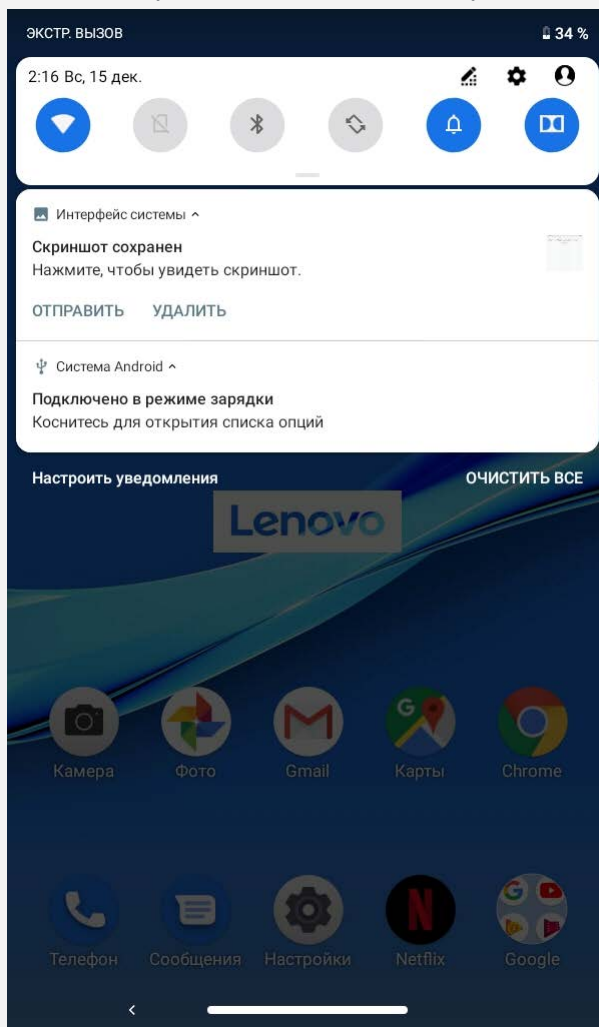 ЭКСТР. ВЫЗОВ
34 %
2:16 Вс, 15 дек.
Интерфейс системы
Скриншот сохранен
Нажмите, чтобы увидеть скриншот.
ОТПРАВИТЬ УДАЛИТЬ
Система Android
Подключено в режиме зарядки
Коснитесь для открытия списка опций
Настроить уведомления
ОЧИСТИТЬ ВСЕ
Lenovo
Камера Фото Gmail Карты Chrome
Телефон Сообщения Настройки Netflix Google